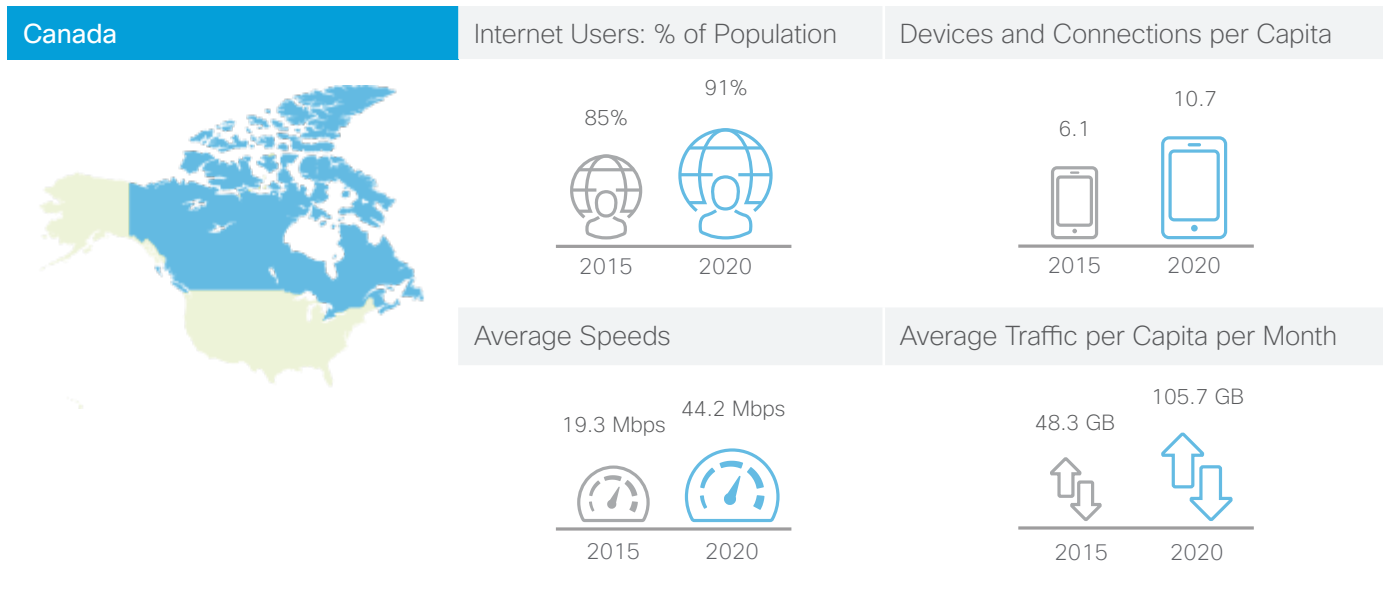 Canada
Internet Users: % of Population
85%
91%
2015 2020
Devices and Connections per Capita
6.1
10.7
2015 2020
Average Speeds
19.3 Mbps
44.2 Mbps
2015 2020
Average Traffic per Capita per Month
48.3 GB
105.7 GB
2015 2020